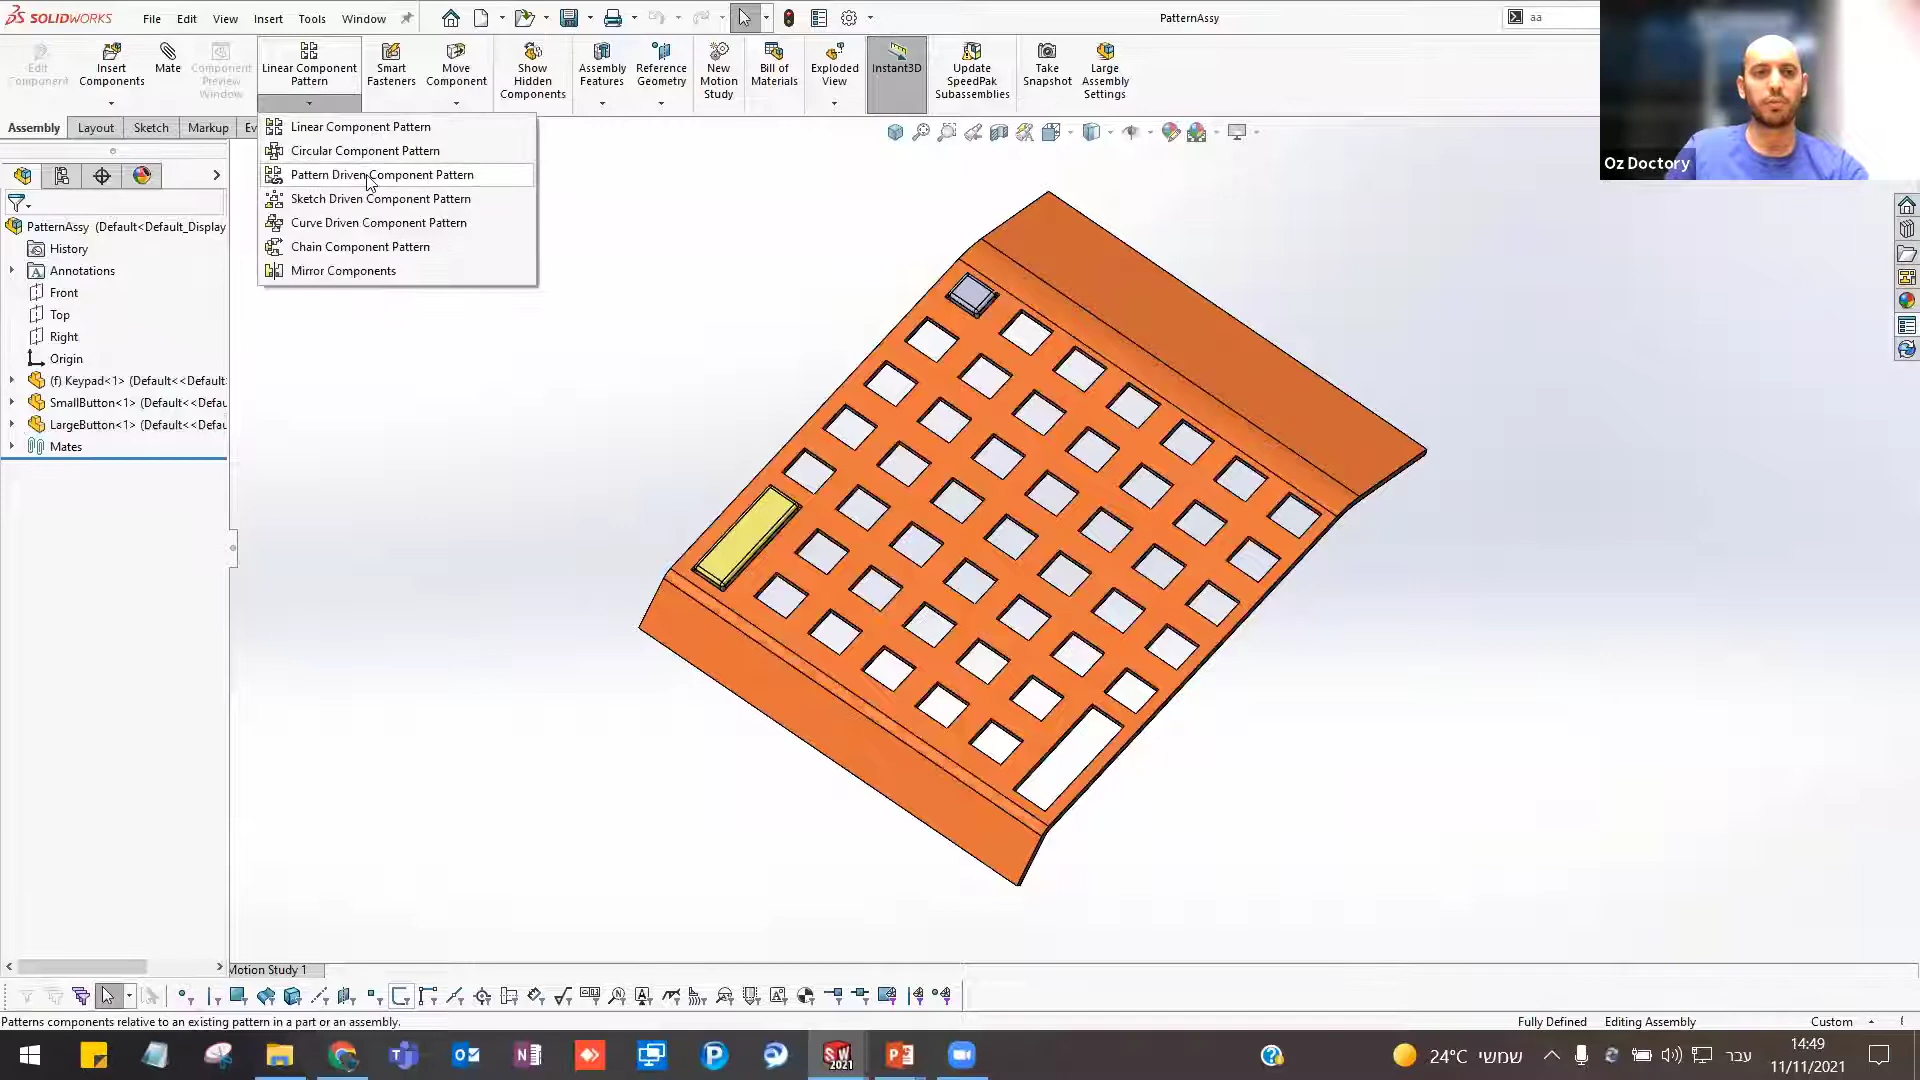 SOLIDWORKS File Edit View Insert Tools Window PatternAssy aa
Edit Component
Insert Components
Mate
Component Preview Window
Linear Component Pattern
Smart Fasteners
Move Component
Show Hidden Components
Assembly Features
Reference Geometry
New Motion Study
Bill of Materials
Exploded View
Instant3D
Update SpeedPak Subassemblies
Take Snapshot
Large Assembly Settings
Oz Doctory
Assembly Layout Sketch Markup Ev
Linear Component Pattern
Circular Component Pattern
Pattern Driven Component Pattern
Sketch Driven Component Pattern
Curve Driven Component Pattern
Chain Component Pattern
Mirror Components
PatternAssy (Default<Default_Display
History
Annotations
Front
Top
Right
Origin
(f) Keypad<1> (Default<<Default
SmallButton<1> (Default<<Defau
LargeButton<1> (Default<<Defau
Mates
Motion Study 1
Patterns components relative to an existing pattern in a part or an assembly.
Fully Defined Editing Assembly Custom
SW 2021
24°C שמשי
עבר
14:49
11/11/2021